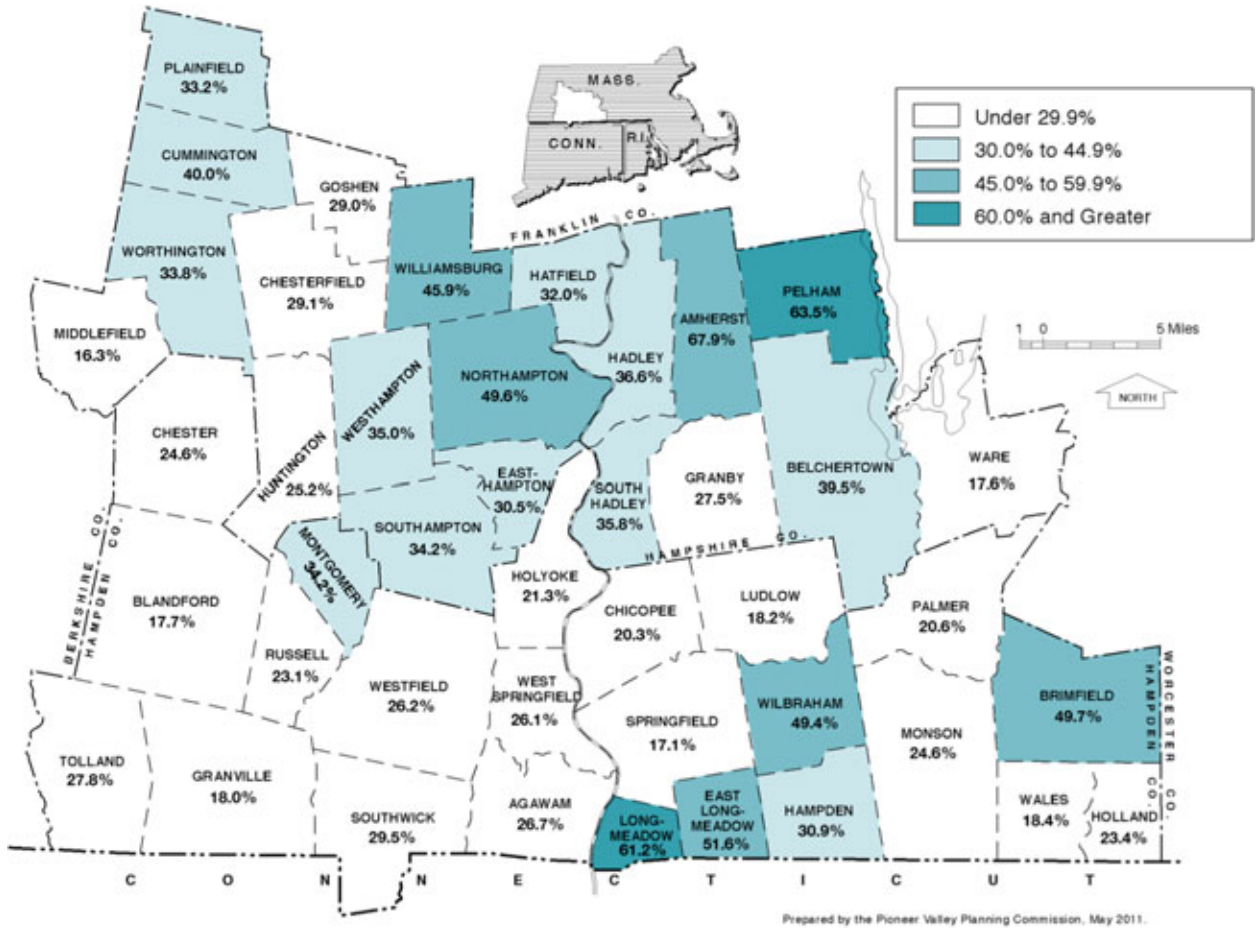 PLAINFIELD
33.2%
CUMMINGTON
40.0%
GOSHEN
29.0%
WORTHINGTON
33.8%
CHESTERFIELD
29.1%
MIDDLEFIELD
16.3%
WILLIAMSBURG
45.9%
FRANKLIN CO.
HATFIELD
32.0%
MASS.
CONN.
R.I.
Under 29.9%
30.0% to 44.9%
45.0% to 59.9%
60.0% and Greater
PELHAM
63.5%
AMHERST
67.9%
HADLEY
36.6%
1 0 5 Miles
NORTH
NORTHAMPTON
49.6%
WESTHAMPTON
35.0%
CHESTER
24.6%
HUNTINGTON
25.2%
EAST-
HAMPTON
30.5%
SOUTH
HADLEY
35.8%
GRANBY
27.5%
BELCHERTOWN
39.5%
WARE
17.6%
SOUTHAMPTON
34.2%
MONTGOMERY
34.2%
HAMPSHIRE CO.
BERKSHIRE CO.
HAMPDEN CO.
BLANDFORD
17.7%
RUSSELL
23.1%
HOLYOKE
21.3%
CHICOPEE
20.3%
LUDLOW
18.2%
PALMER
20.6%
WESTFIELD
26.2%
WEST
SPRINGFIELD
26.1%
SPRINGFIELD
17.1%
WILBRAHAM
49.4%
MONSON
24.6%
BRIMFIELD
49.7%
WORCESTER CO.
HAMPDEN CO.
TOLLAND
27.8%
GRANVILLE
18.0%
SOUTHWICK
29.5%
AGAWAM
26.7%
LONG-
MEADOW
61.2%
EAST
LONG-
MEADOW
51.6%
HAMPDEN
30.9%
WALES
18.4%
HOLLAND
23.4%
CONNECTICUT
Prepared by the Pioneer Valley Planning Commission, May 2011.